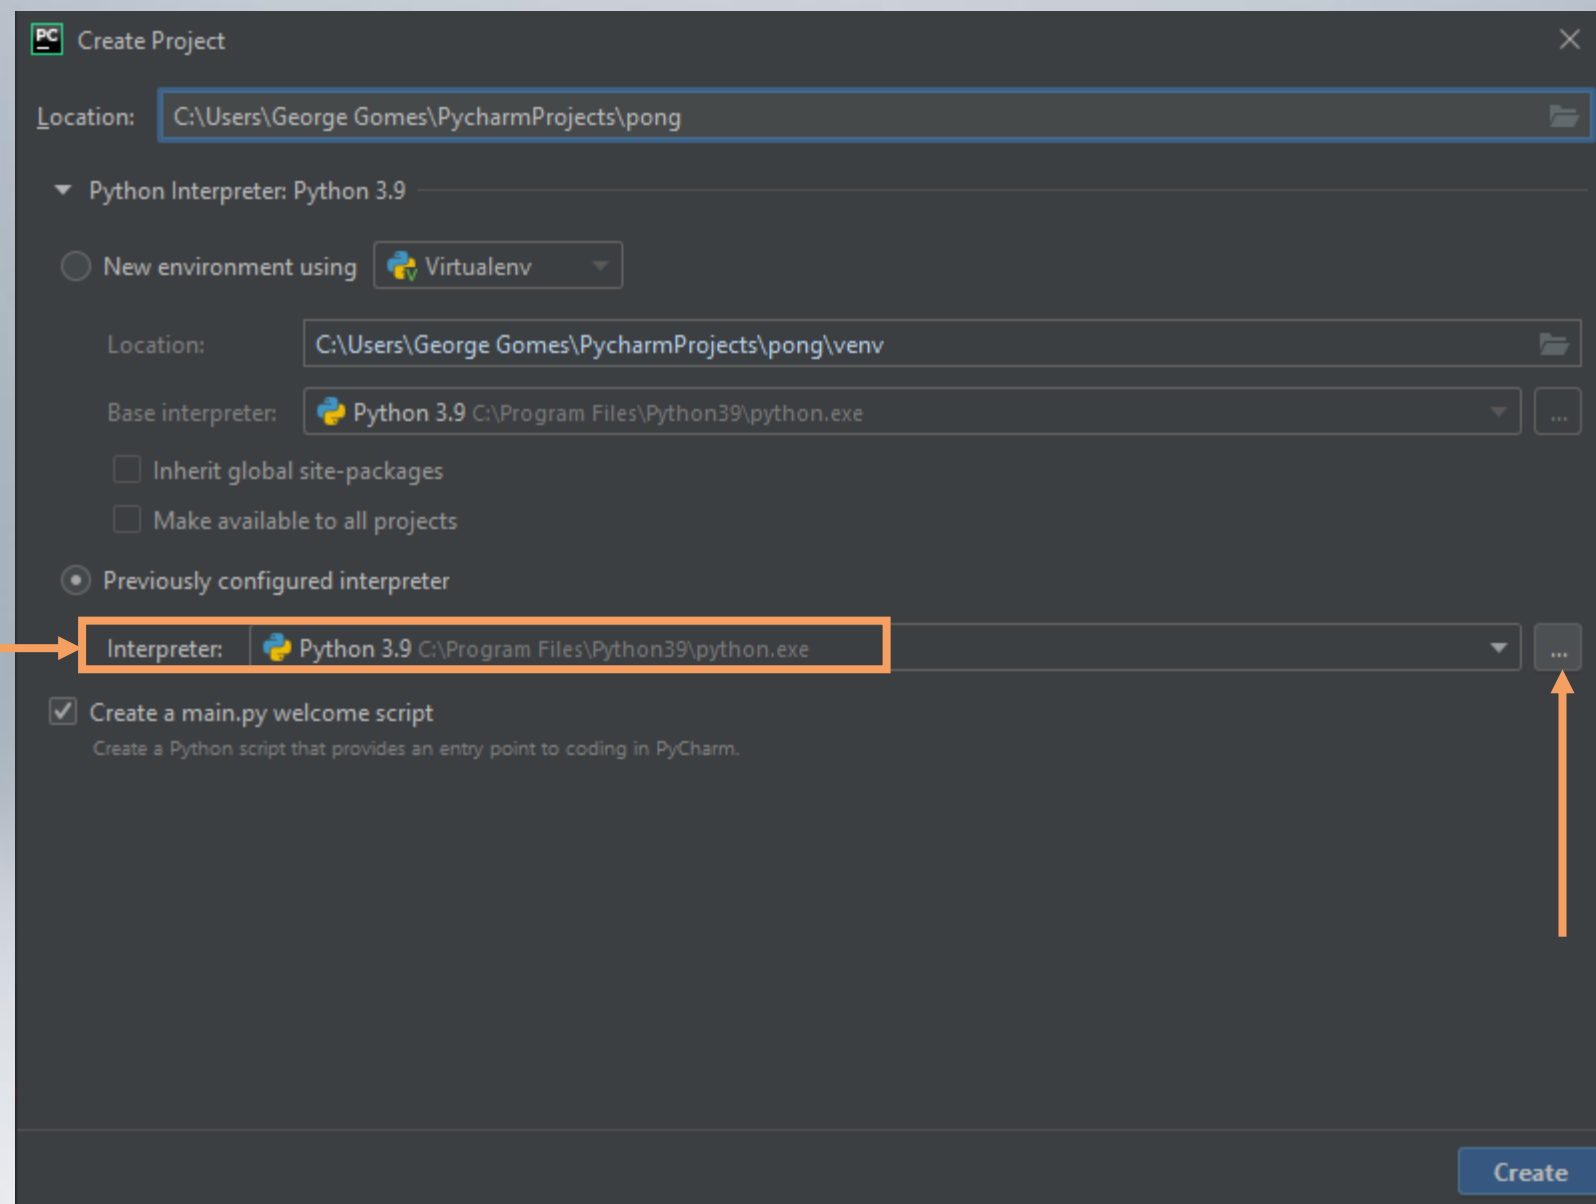 PC Create Project
Location: C:\Users\George Gomes\PycharmProjects\pong
Python Interpreter: Python 3.9
New environment using Virtualenv
Location: C:\Users\George Gomes\PycharmProjects\pong\venv
Base interpreter: Python 3.9 C:\Program Files\Python39\python.exe ...
Inherit global site-packages
Make available to all projects
Previously configured interpreter
Interpreter: Python 3.9 C:\Program Files\Python39\python.exe ...
Create a main.py welcome script
Create a Python script that provides an entry point to coding in PyCharm.
Create